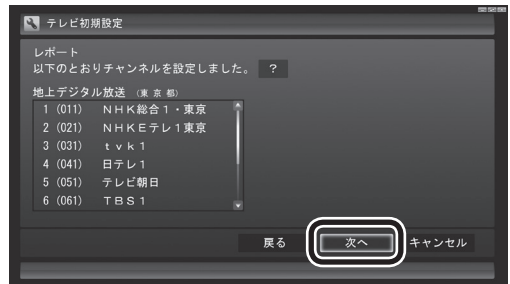 テレビ初期設定
レポート
以下のとおりチャンネルを設定しました。 ?
地上デジタル放送 (東京都)
1 (011) NHK総合1・東京
2 (021) NHKEテレ1東京
3 (031) tvk1
4 (041) 日テレ1
5 (051) テレビ朝日
6 (061) TBS1
戻る 次へ キャンセル